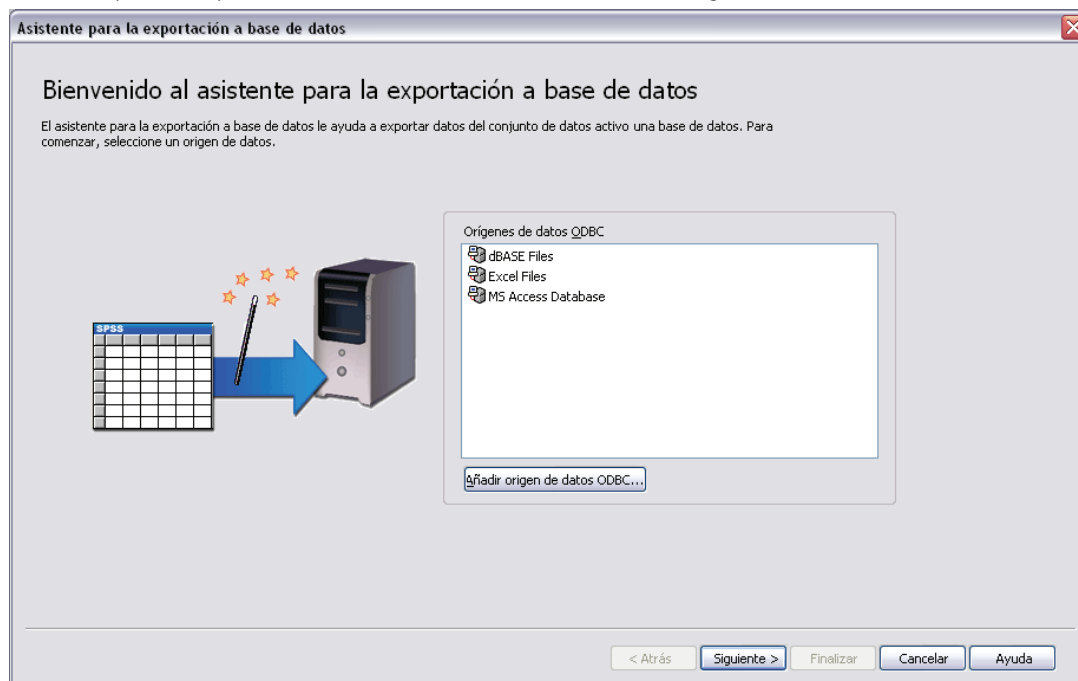 Asistente para la exportación a base de datos
Bienvenido al asistente para la exportación a base de datos
El asistente para la exportación a base de datos le ayuda a exportar datos del conjunto de datos activo una base de datos. Para
comenzar, seleccione un origen de datos.
Orígenes de datos ODBC
dBASE Files
Excel Files
MS Access Database
SPSS
Añadir origen de datos ODBC...
< Atrás
Siguiente >
Finalizar
Cancelar
Ayuda